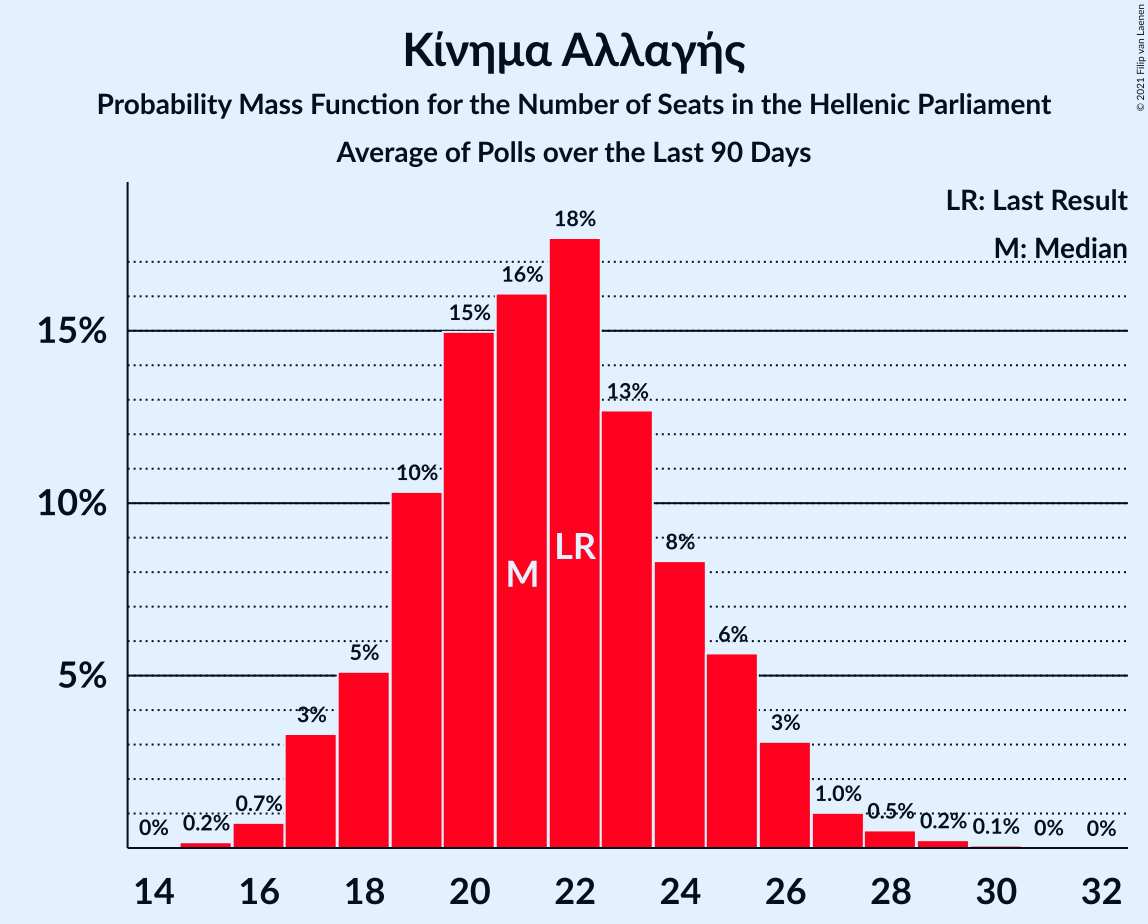 © 2021 Filip van Laenen
Κίνημα Αλλαγής
Probability Mass Function for the Number of Seats in the Hellenic Parliament
Average of Polls over the Last 90 Days
LR: Last Result
M: Median
18%
16%
15%
15%
13%
10%
10%
8%
LR
M
6%
5%
5%
3%
3%
1.0%
0.7%
0.5%
0.2%
0.2%
0.1%
0%
0%
0%
14 16 18 20 22 24 26 28 30 32